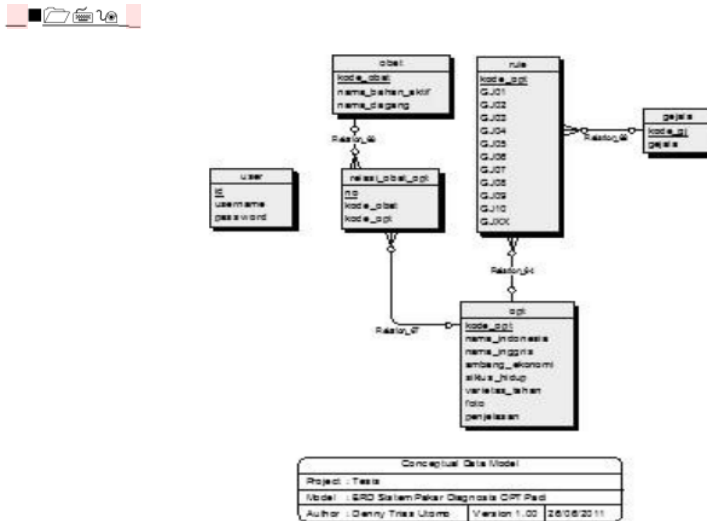 obat
kode_obat
nama_bahan_aktif
nama_dagang
rule
kode_opt
GJ01
GJ02
GJ03
GJ04
GJ05
GJ06
GJ07
GJ08
GJ09
GJ10
GJXX
gejala
kode_gj
gejala
user
id
username
password
relasi_obat_opt
no
kode_obat
kode_opt
opt
kode_opt
nama_indonesia
nama_inggris
ambang_ekonomi
siklus_hidup
varietas_tahan
foto
penjelasan
Conceptual Data Model
Project : Tesis
Model : ERD Sistem Pakar Diagnosis OPT Padi
Author : Denny Trias Utomo Version 1.00 26/06/2011